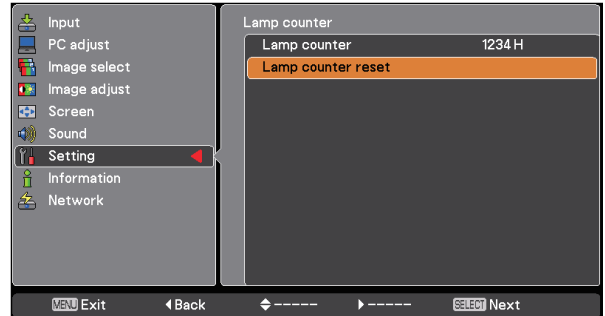 Input
PC adjust
Image select
Image adjust
Screen
Sound
Setting
Information
Network
Lamp counter
Lamp counter 1234 H
Lamp counter reset
MENU Exit Back ----- ----- SELECT Next